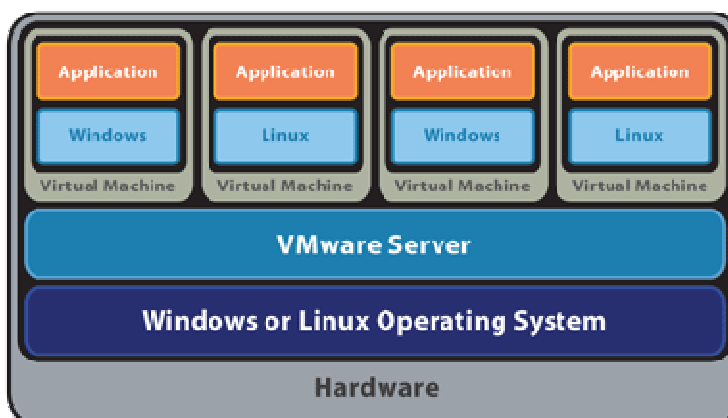 Application Application Application Application
Windows Linux Windows Linux
Virtual Machine Virtual Machine Virtual Machine Virtual Machine
VMware Server
Windows or Linux Operating System
Hardware